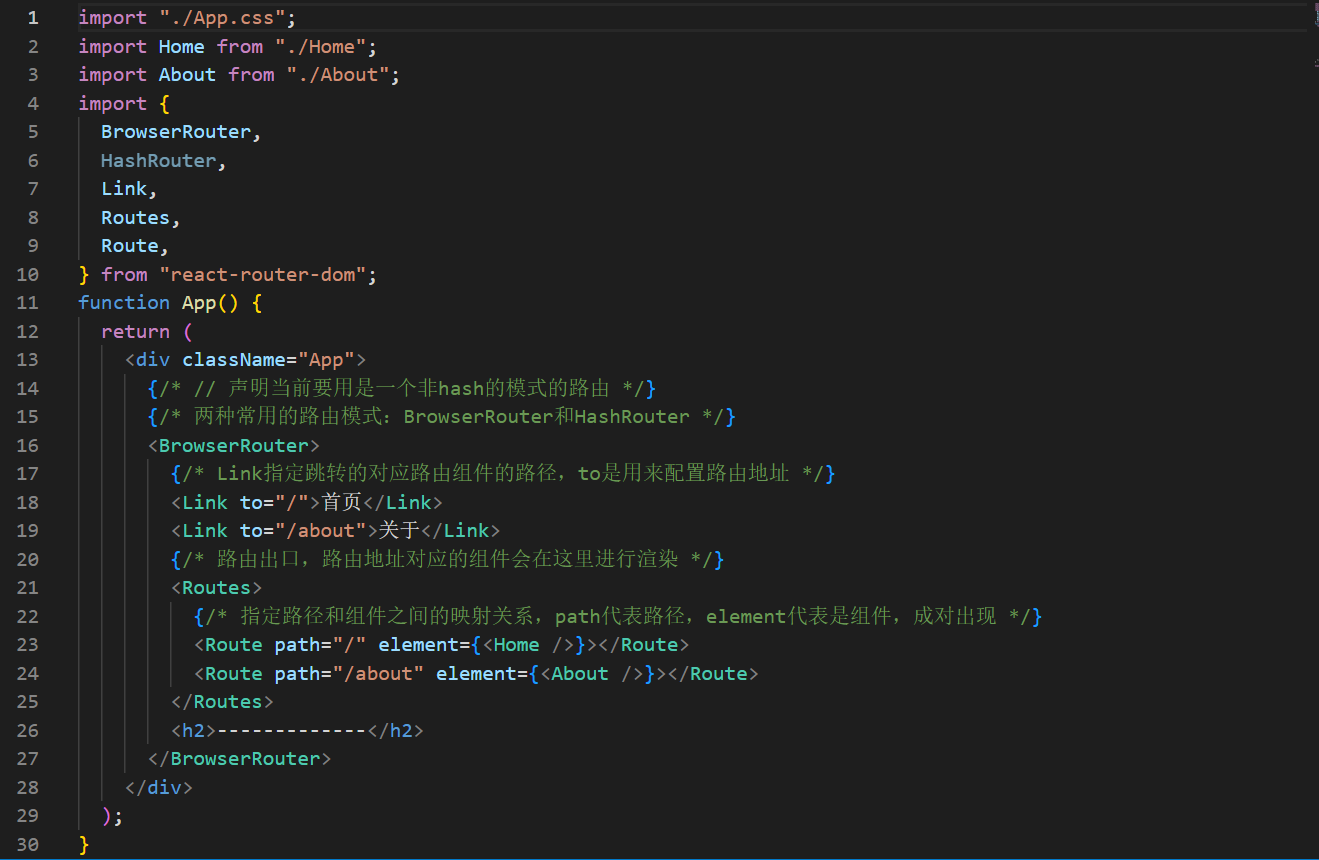 1 import "./App.css";
2 import Home from "./Home";
3 import About from "./About";
4 import {
5   BrowserRouter,
6   HashRouter,
7   Link,
8   Routes,
9   Route,
10 } from "react-router-dom";
11 function App() {
12   return (
13     <div className="App">
14       {/* // 声明当前要用是一个非hash的模式的路由 */}
15       {/* 两种常用的路由模式：BrowserRouter和HashRouter */}
16       <BrowserRouter>
17         {/* Link指定跳转的对应路由组件的路径，to是用来配置路由地址 */}
18         <Link to="/">首页</Link>
19         <Link to="/about">关于</Link>
20         {/* 路由出口，路由地址对应的组件会在这里进行渲染 */}
21         <Routes>
22           {/* 指定路径和组件之间的映射关系，path代表路径，element代表是组件，成对出现 */}
23           <Route path="/" element={<Home />}></Route>
24           <Route path="/about" element={<About />}></Route>
25         </Routes>
26         <h2>-------------</h2>
27       </BrowserRouter>
28     </div>
29   );
30 }